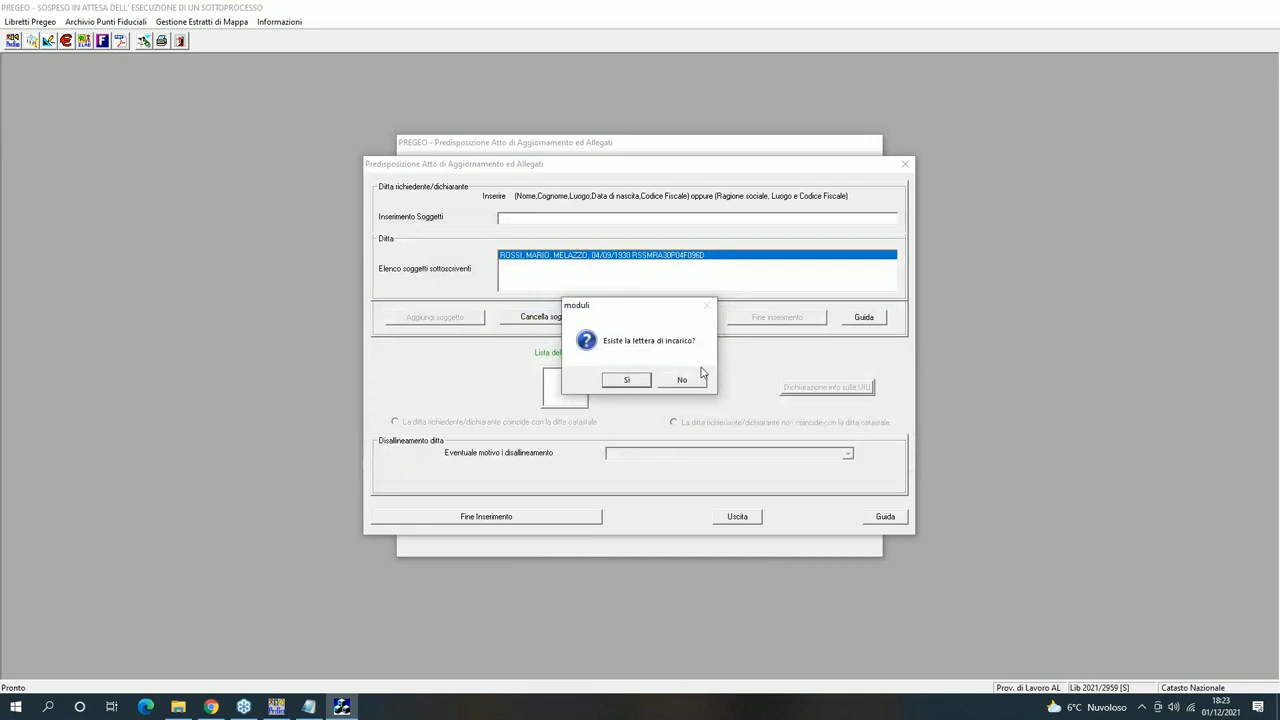 PREGEO - SOSPESO IN ATTESA DELL' ESECUZIONE DI UN SOTTOPROCESSO
Libretti Pregeo Archivio Punti Fiduciali Gestione Estratti di Mappa Informazioni
PREGEO - Predisposizione Atto di Aggiornamento ed Allegati
Predisposizione Atto di Aggiornamento ed Allegati
Ditta richiedente/dichiarante
Inserire (Nome,Cognome,Luogo,Data di nascita,Codice Fiscale) oppure (Ragione sociale, Luogo e Codice Fiscale)
Inserimento Soggetti
Ditta
ROSSI, MARIO, MELAZZO, 04/09/1930 RSSMRA30P04F096D
Elenco soggetti sottoscriventi
moduli
Aggiungi soggetto Cancella sog Fine inserimento Guida
Esiste la lettera di incarico?
Lista del
Sì No
Dichiarazione info sulle UIU
La ditta richiedente/dichiarante coincide con la ditta catastale La ditta richiedente/dichiarante non coincide con la ditta catastale
Disallineamento ditta
Eventuale motivo i disallineamento
Fine Inserimento Uscita Guida
Pronto Prov. di Lavoro AL Lib 2021/2959 [S] Catasto Nazionale
6°C Nuvoloso 18:23
01/12/2021